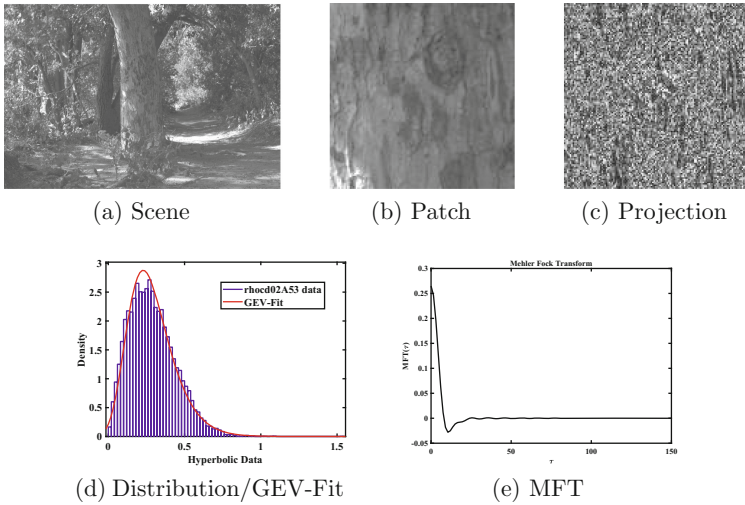 (a) Scene
(b) Patch
(c) Projection
3
2.5
2
1.5
1
0.5
0
Density
rhocd02A53 data
GEV-Fit
0 0.5 1 1.5
Hyperbolic Data
Mehler Fock Transform
0.3
0.25
0.2
0.15
0.1
0.05
0
-0.05
MFT(τ)
0 50 100 150
τ
(d) Distribution/GEV-Fit
(e) MFT